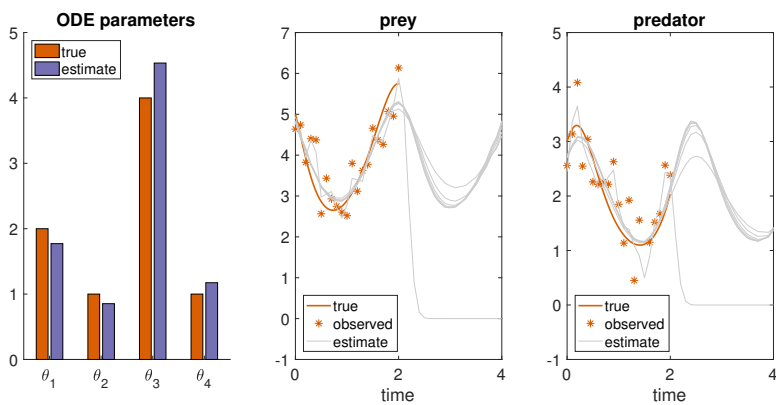 ODE parameters
5
4
3
2
1
0
true
estimate
θ1 θ2 θ3 θ4
prey
7
6
5
4
3
2
1
0
-1
true
observed
estimate
0 2 4
time
predator
5
4
3
2
1
0
-1
true
observed
estimate
0 2 4
time